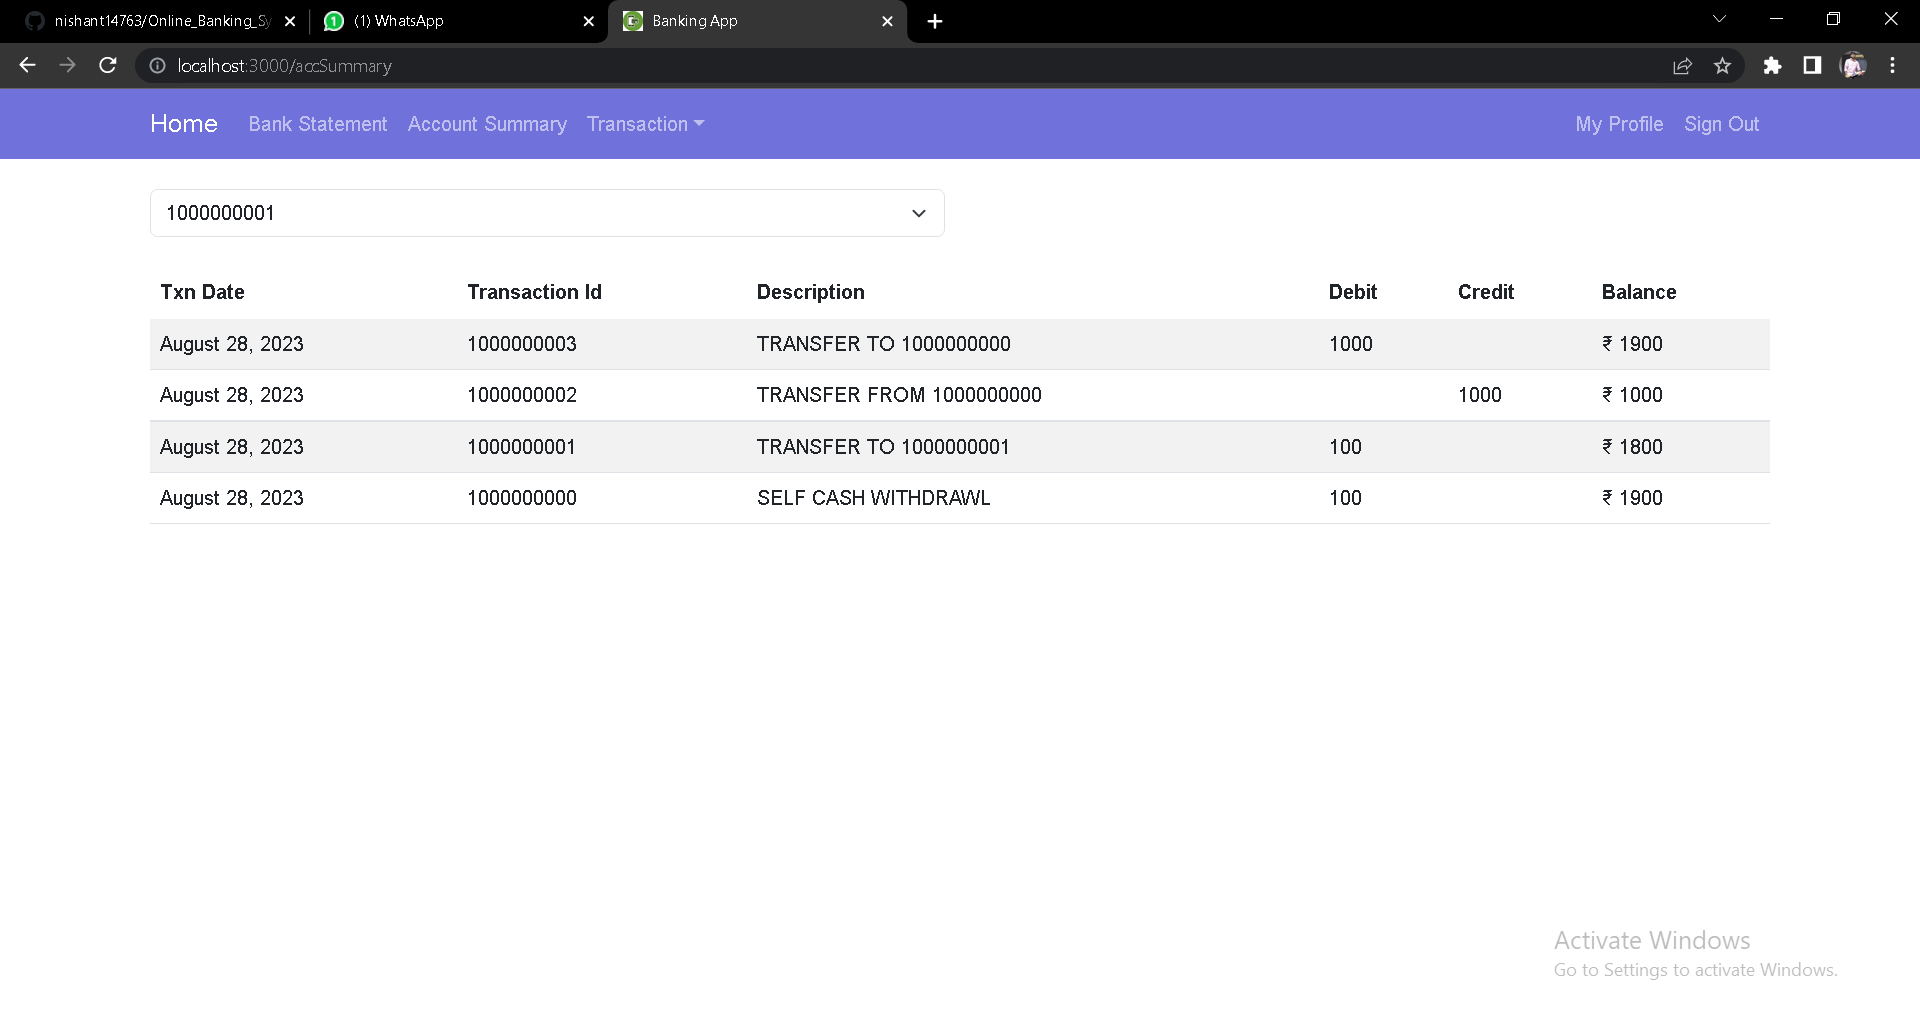 nishant14763/Online_Banking_Sy
(1) WhatsApp
Banking App
localhost:3000/accSummary
Home Bank Statement Account Summary Transaction My Profile Sign Out
1000000001
Txn Date Transaction Id Description Debit Credit Balance
August 28, 2023 1000000003 TRANSFER TO 1000000000 1000 ₹ 1900
August 28, 2023 1000000002 TRANSFER FROM 1000000000 1000 ₹ 1000
August 28, 2023 1000000001 TRANSFER TO 1000000001 100 ₹ 1800
August 28, 2023 1000000000 SELF CASH WITHDRAWL 100 ₹ 1900
Activate Windows
Go to Settings to activate Windows.